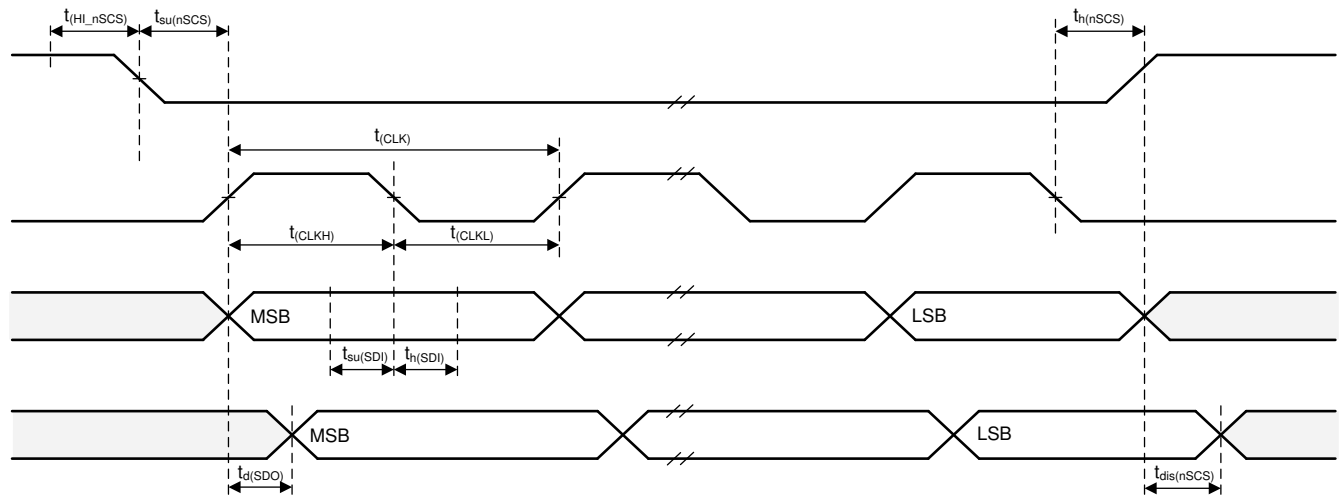 t(HI_nSCS) tsu(nSCS) th(nSCS)
t(CLK)
t(CLKH) t(CLKL)
MSB LSB
tsu(SDI) th(SDI)
MSB LSB
td(SDO) tdis(nSCS)